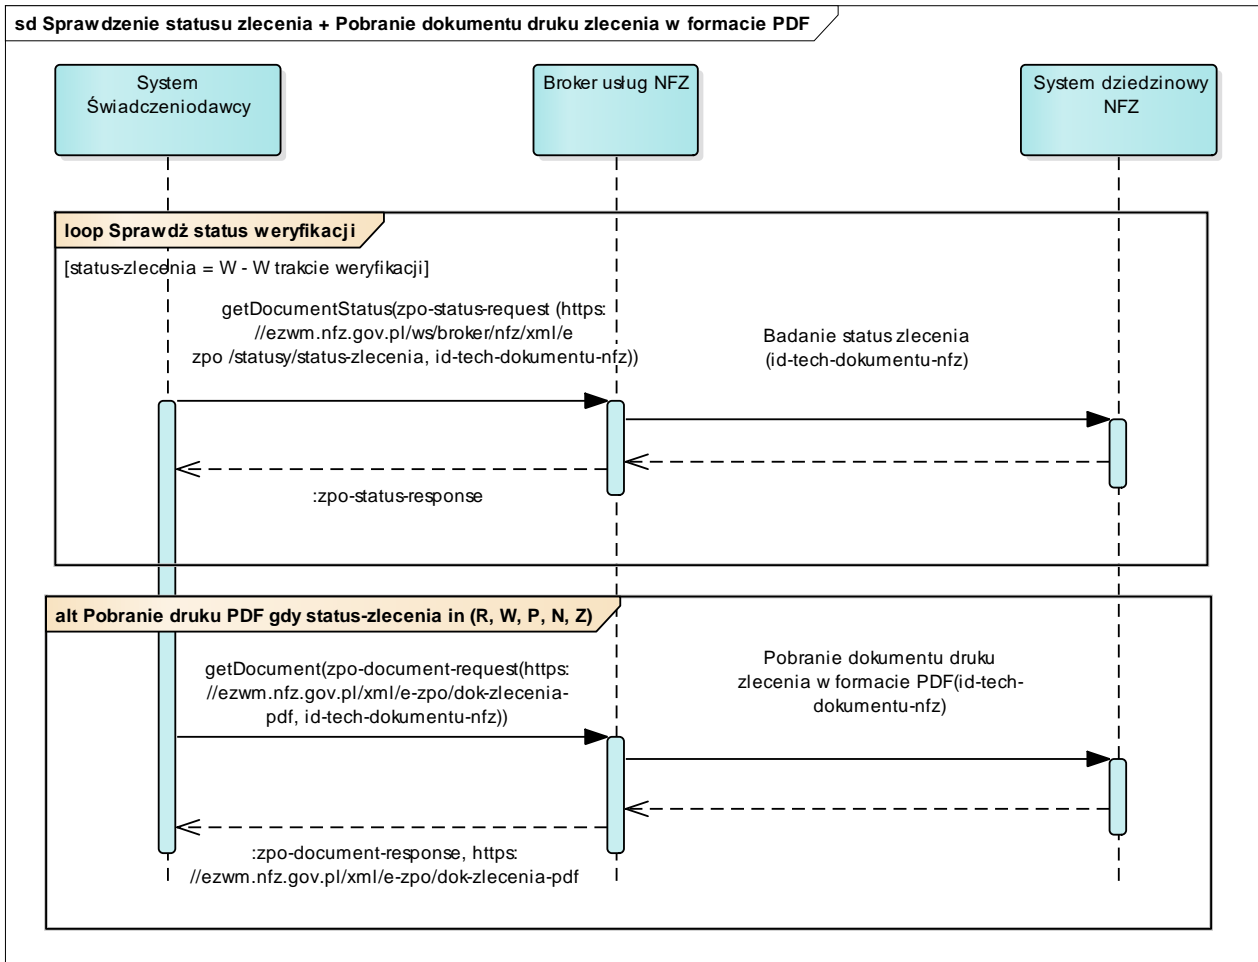 sd Sprawdzenie statusu zlecenia + Pobranie dokumentu druku zlecenia w formacie PDF
System
Świadczeniodawcy
Broker usług NFZ
System dziedzinowy
NFZ
loop Sprawdż status weryfikacji
[status-zlecenia = W - W trakcie weryfikacji]
getDocumentStatus(zpo-status-request (https:
//ezwm.nfz.gov.pl/ws/broker/nfz/xml/e
zpo /statusy/status-zlecenia, id-tech-dokumentu-nfz))
Badanie status zlecenia
(id-tech-dokumentu-nfz)
:zpo-status-response
alt Pobranie druku PDF gdy status-zlecenia in (R, W, P, N, Z)
getDocument(zpo-document-request(https:
//ezwm.nfz.gov.pl/xml/e-zpo/dok-zlecenia-
pdf, id-tech-dokumentu-nfz))
Pobranie dokumentu druku
zlecenia w formacie PDF(id-tech-
dokumentu-nfz)
:zpo-document-response, https:
//ezwm.nfz.gov.pl/xml/e-zpo/dok-zlecenia-pdf